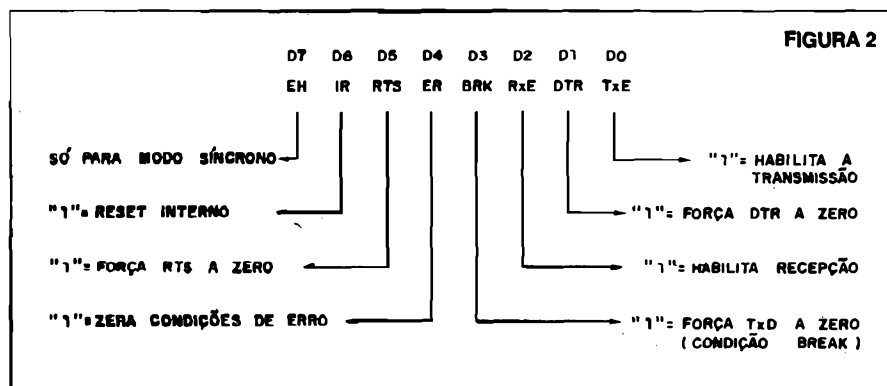 FIGURA 2
D7 D6 D5 D4 D3 D2 D1 D0
EH IR RTS ER BRK RxE DTR TxE
SÓ PARA MODO SÍNCRONO
"1"= HABILITA A
TRANSMISSÃO
"1"= RESET INTERNO
"1"= FORÇA DTR A ZERO
"1"= FORÇA RTS A ZERO
"1"= HABILITA RECEPÇÃO
"1"= ZERA CONDIÇÕES DE ERRO
"1"= FORÇA TxD A ZERO
( CONDIÇÃO BREAK )